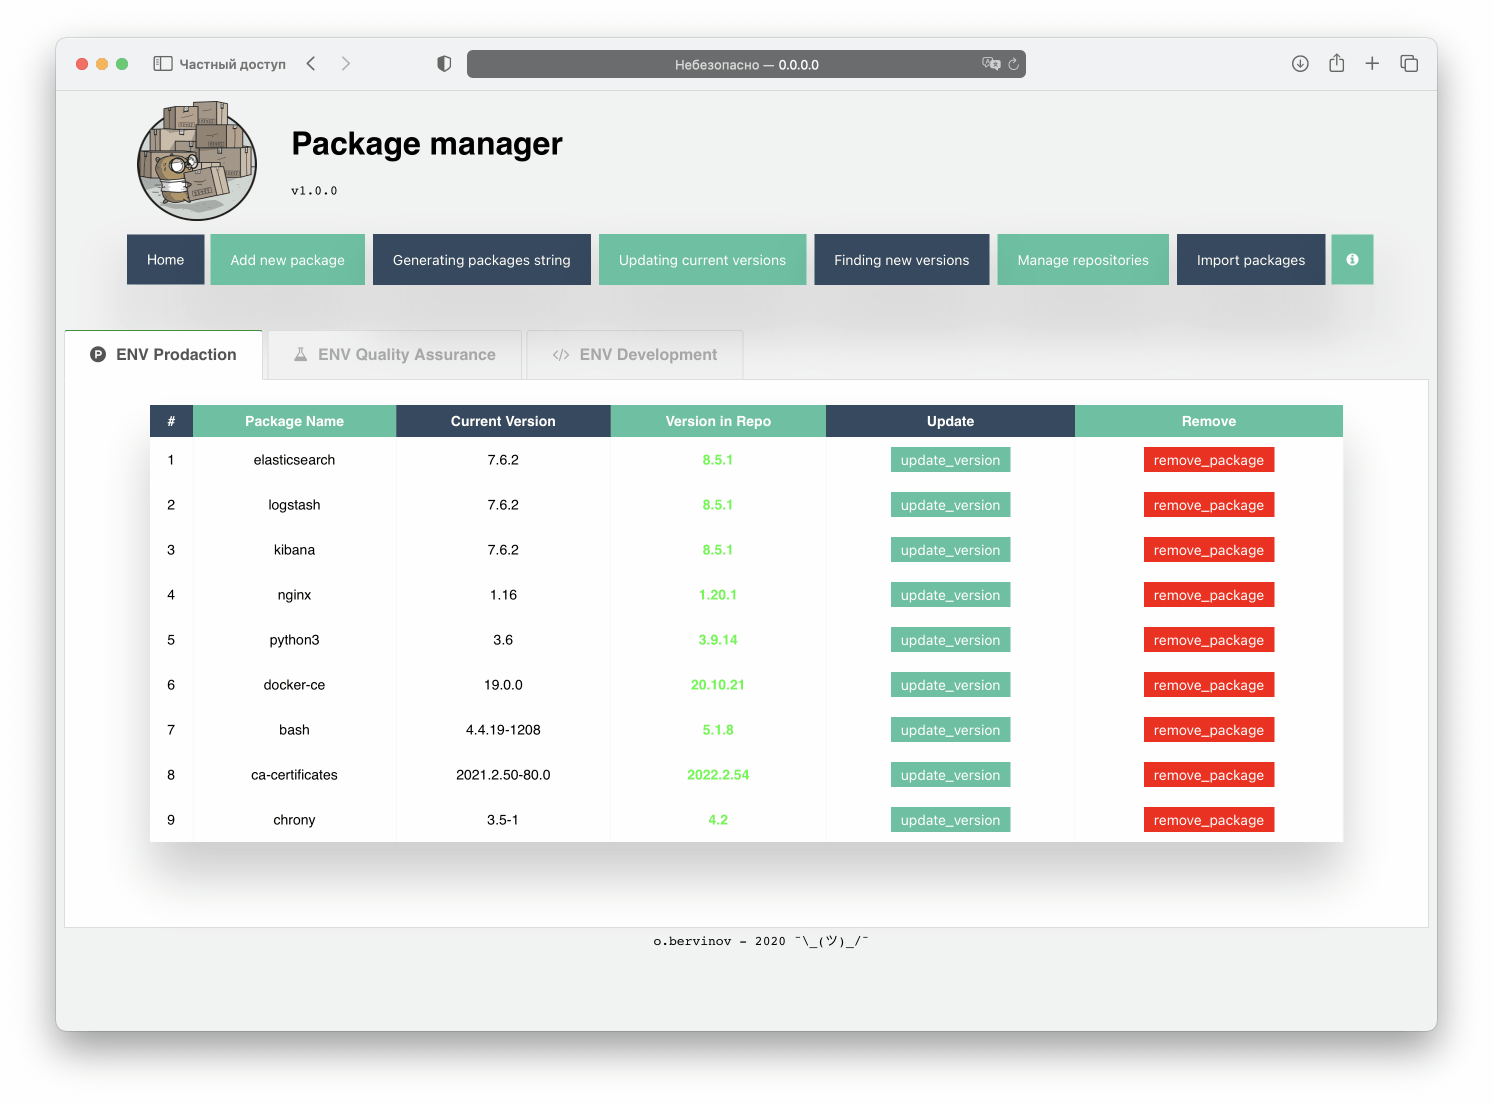 Частный доступ
Небезопасно — 0.0.0.0
Package manager
v1.0.0
Home
Add new package
Generating packages string
Updating current versions
Finding new versions
Manage repositories
Import packages
ENV Prodaction
ENV Quality Assurance
ENV Development
# Package Name Current Version Version in Repo Update Remove
1 elasticsearch 7.6.2 8.5.1 update_version remove_package
2 logstash 7.6.2 8.5.1 update_version remove_package
3 kibana 7.6.2 8.5.1 update_version remove_package
4 nginx 1.16 1.20.1 update_version remove_package
5 python3 3.6 3.9.14 update_version remove_package
6 docker-ce 19.0.0 20.10.21 update_version remove_package
7 bash 4.4.19-1208 5.1.8 update_version remove_package
8 ca-certificates 2021.2.50-80.0 2022.2.54 update_version remove_package
9 chrony 3.5-1 4.2 update_version remove_package
o.bervinov - 2020 ¯\_(ツ)_/¯